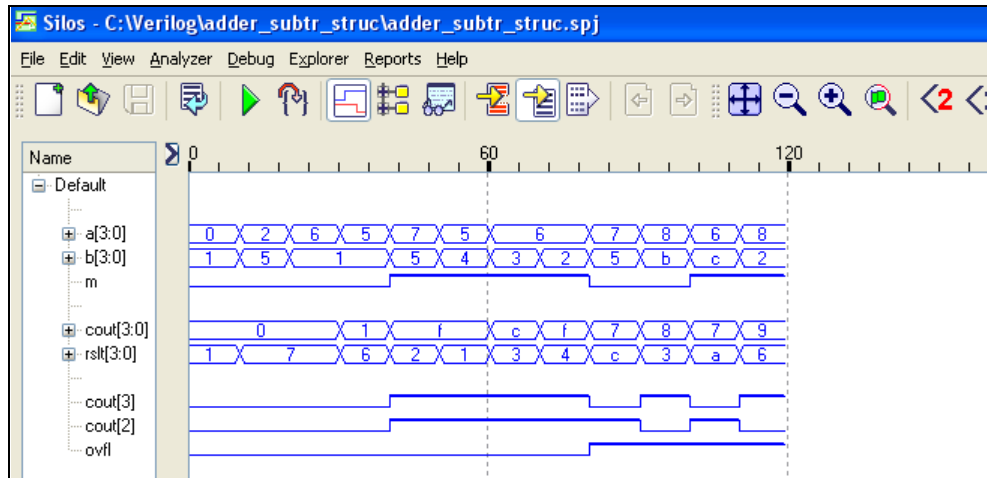 Silos - C:\Verilog\adder_subtr_struc\adder_subtr_struc.spj
File Edit View Analyzer Debug Explorer Reports Help
Name 0 60 120
Default
a[3:0] 0 2 6 5 7 5 6 7 8 6 8
b[3:0] 1 5 1 5 4 3 2 5 b c 2
m
cout[3:0] 0 1 f c f 7 8 7 9
rslt[3:0] 1 7 6 2 1 3 4 c 3 a 6
cout[3]
cout[2]
ovfl